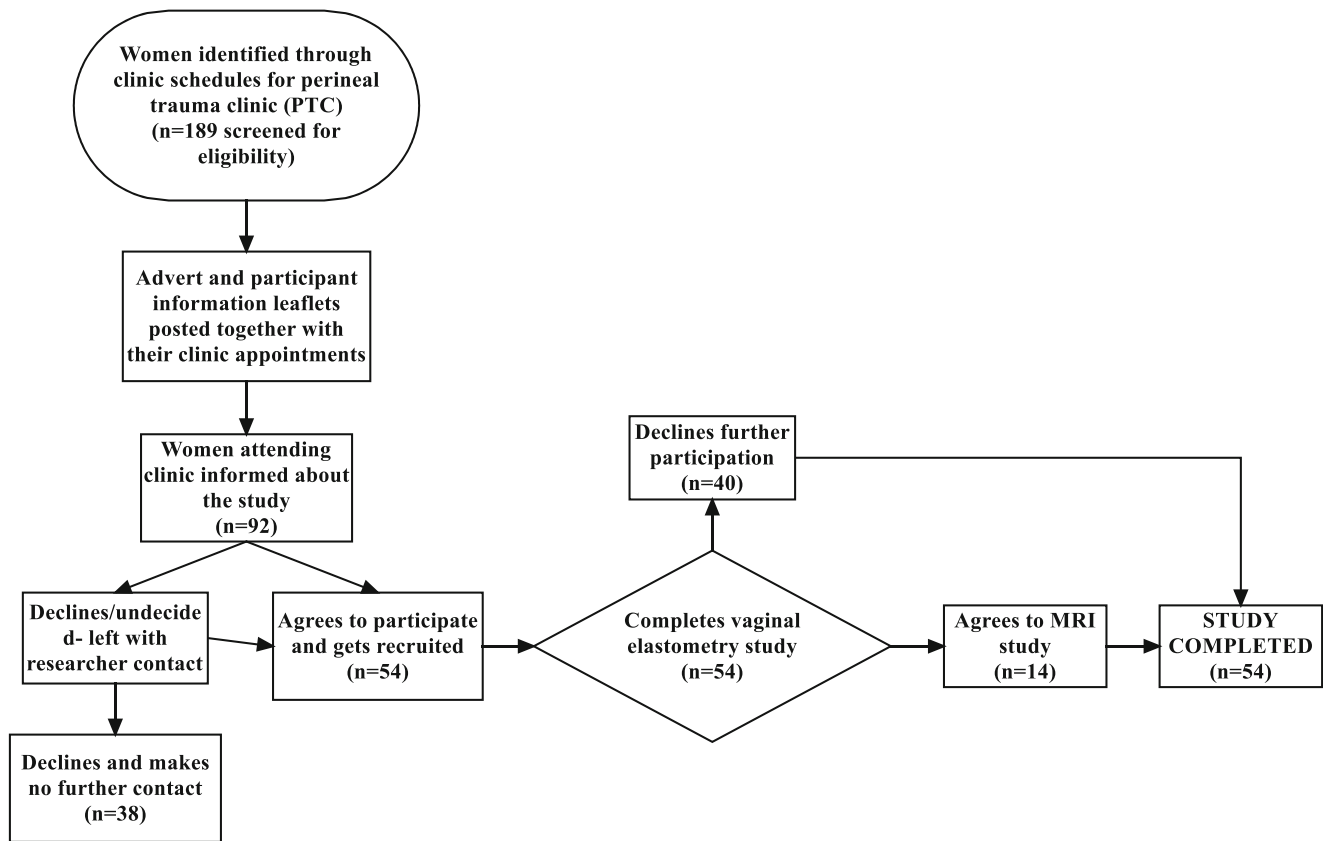 Women identified through
clinic schedules for perineal
trauma clinic (PTC)
(n=189 screened for
eligibility)
Advert and participant
information leaflets
posted together with
their clinic appointments
Women attending
clinic informed about
the study
(n=92)
Declines/undecide
d- left with
researcher contact
Declines and makes
no further contact
(n=38)
Agrees to participate
and gets recruited
(n=54)
Completes vaginal
elastometry study
(n=54)
Declines further
participation
(n=40)
Agrees to MRI
study
(n=14)
STUDY
COMPLETED
(n=54)